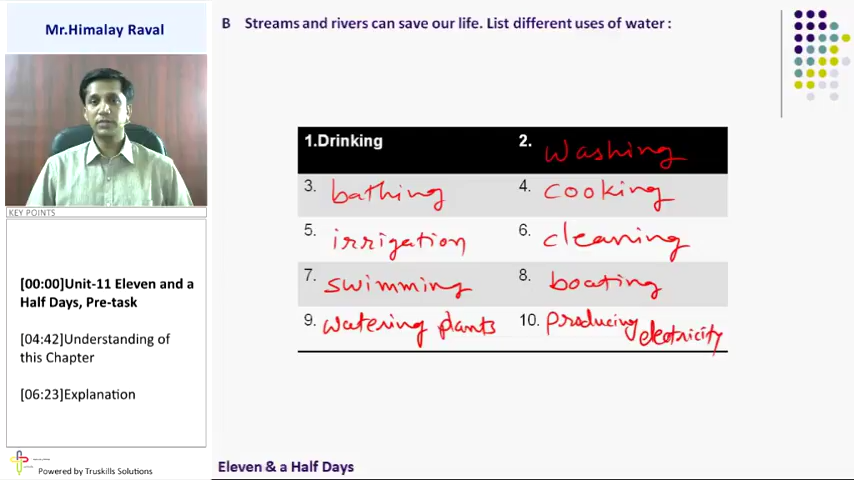 Mr.Himalay Raval
KEY POINTS
[00:00]Unit-11 Eleven and a
Half Days, Pre-task
[04:42]Understanding of
this Chapter
[06:23]Explanation
Powered by Truskills Solutions
B Streams and rivers can save our life. List different uses of water :
1.Drinking 2. Washing
3. bathing 4. cooking
5. irrigation 6. cleaning
7. swimming 8. boating
9. watering plants 10. producing electricity
Eleven & a Half Days